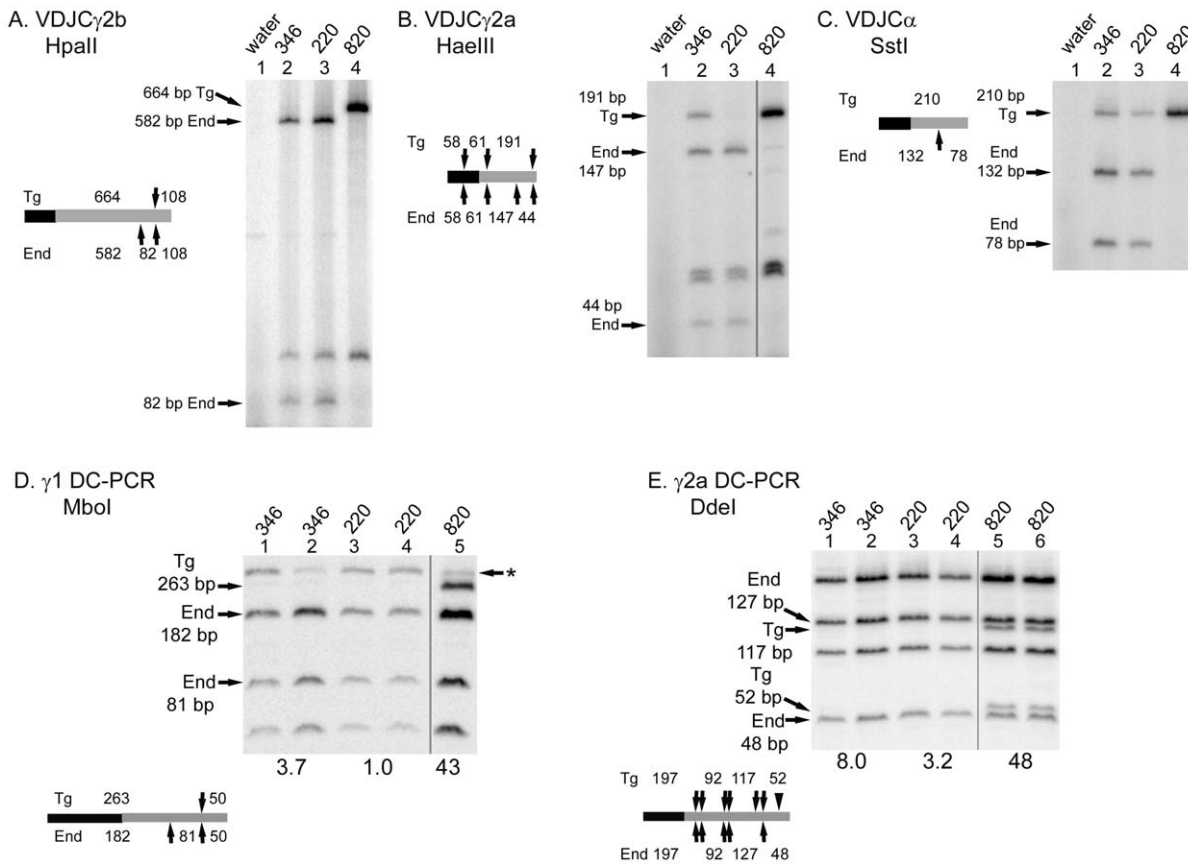 A. VDJCγ2b
HpaII
water 346 220 820
1 2 3 4
664 bp Tg
582 bp End
Tg 664 108
End 582 82 108
82 bp End
B. VDJCγ2a
HaeIII
water 346 220 820
1 2 3 4
191 bp
Tg
End
147 bp
44 bp
End
Tg 58 61 191
End 58 61 147 44
C. VDJCα
SstI
water 346 220 820
1 2 3 4
Tg 210
End 132 78
210 bp
Tg
End
132 bp
End
78 bp
D. γ1 DC-PCR
MboI
346 346 220 220 820
1 2 3 4 5
Tg
263 bp
*
End
182 bp
End
81 bp
3.7 1.0 43
Tg 263 50
End 182 81 50
E. γ2a DC-PCR
DdeI
346 346 220 220 820 820
1 2 3 4 5 6
End
127 bp
Tg
117 bp
Tg
52 bp
End
48 bp
8.0 3.2 48
Tg 197 92 117 52
End 197 92 127 48